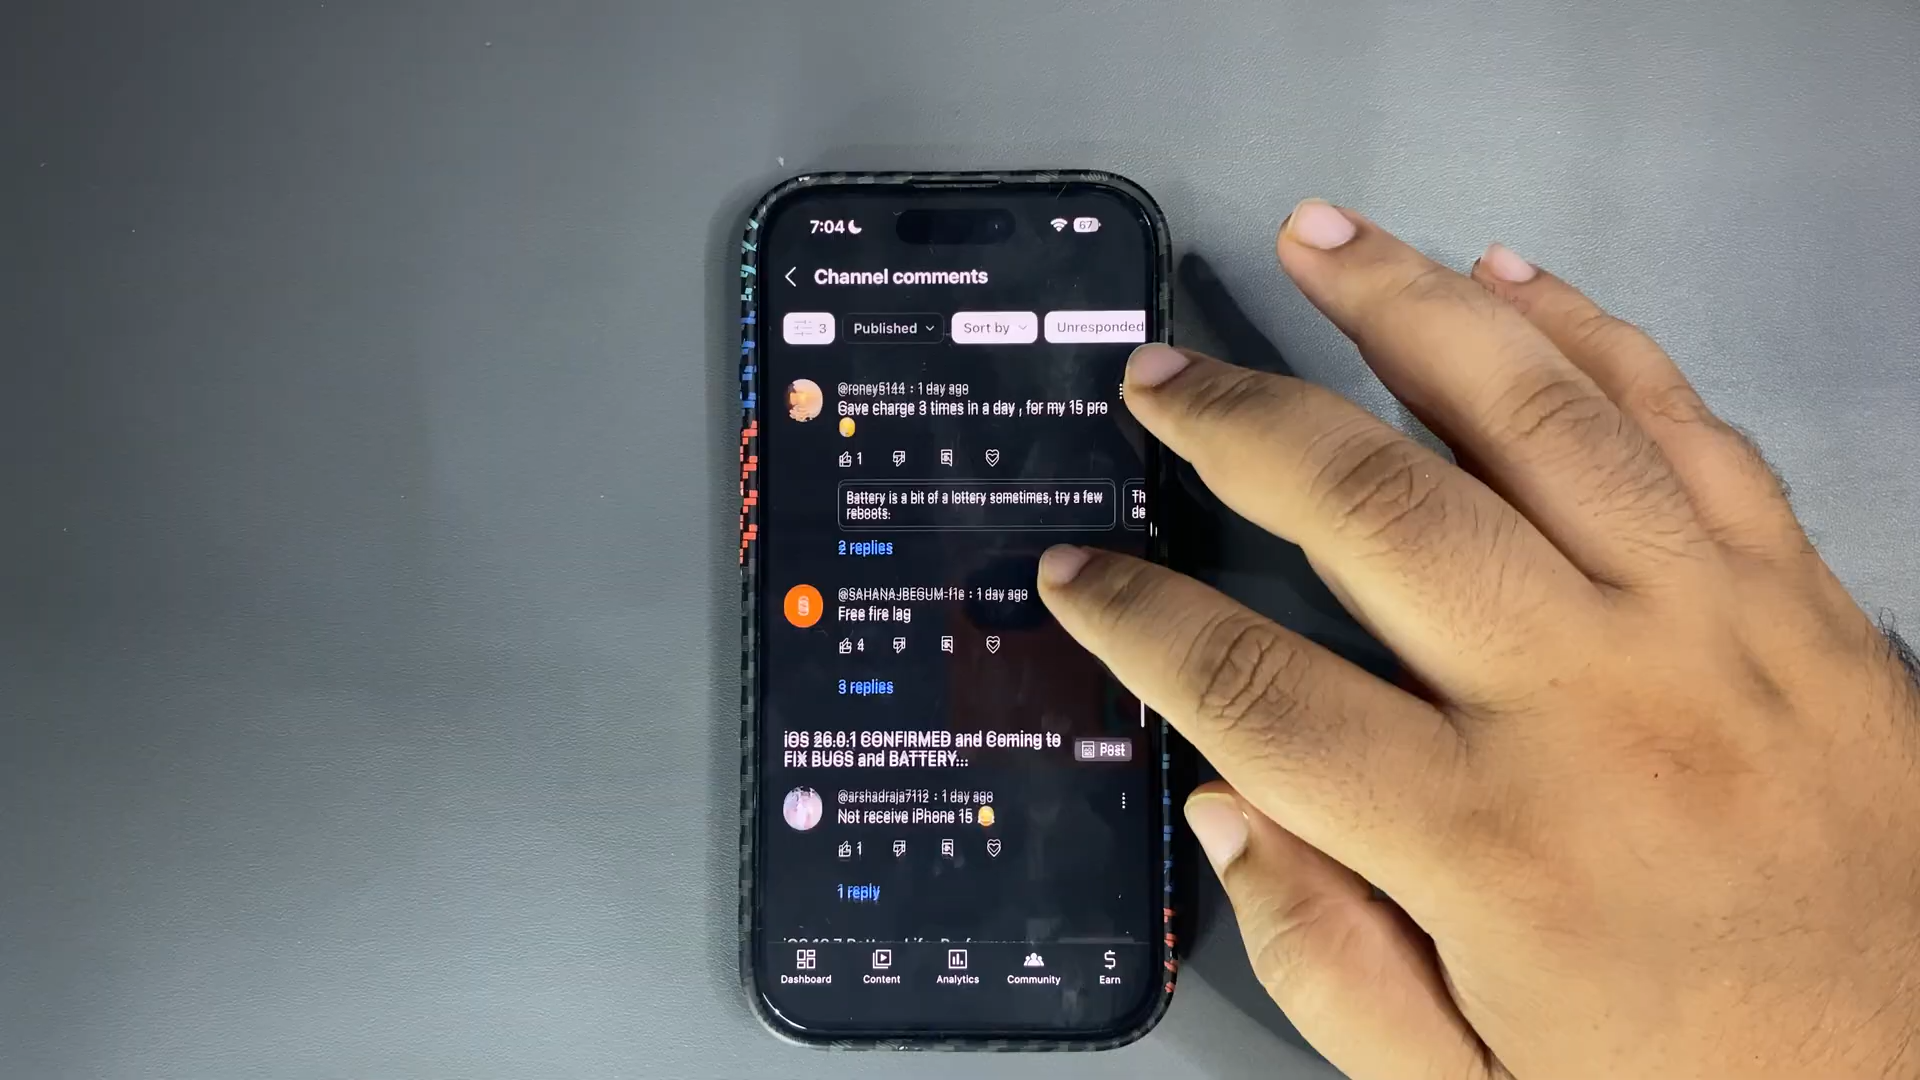 7:04
67
Channel comments
3
Published
Sort by
Unresponded
@roney5144 · 1 day ago
Gave charge 3 times in a day , for my 15 pro
1
Battery is a bit of a lottery sometimes, try a few
reboots.
Th
de
2 replies
@SAHANAJBEGUM-f1e · 1 day ago
Free fire lag
4
3 replies
iOS 26.0.1 CONFIRMED and Coming to
FIX BUGS and BATTERY...
Post
@arshadraja7112 · 1 day ago
Not receive iPhone 15
1
1 reply
Dashboard
Content
Analytics
Community
Earn